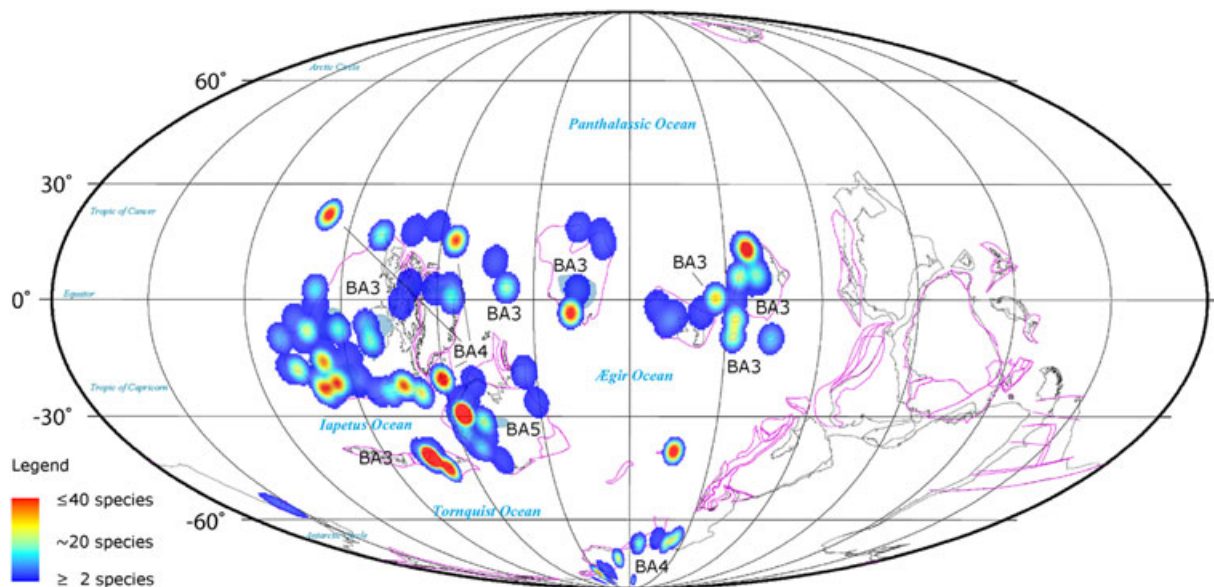 Arctic Circle
60°
Panthalassic Ocean
30°
Tropic of Cancer
BA3
BA3
BA3
0°
Equator
BA3
BA3
BA4
BA3
Ægir Ocean
Tropic of Capricorn
-30°
Iapetus Ocean
BA5
BA3
Legend
≤40 species
Tornquist Ocean
-60°
~20 species
Antarctic Circle
BA4
≥ 2 species